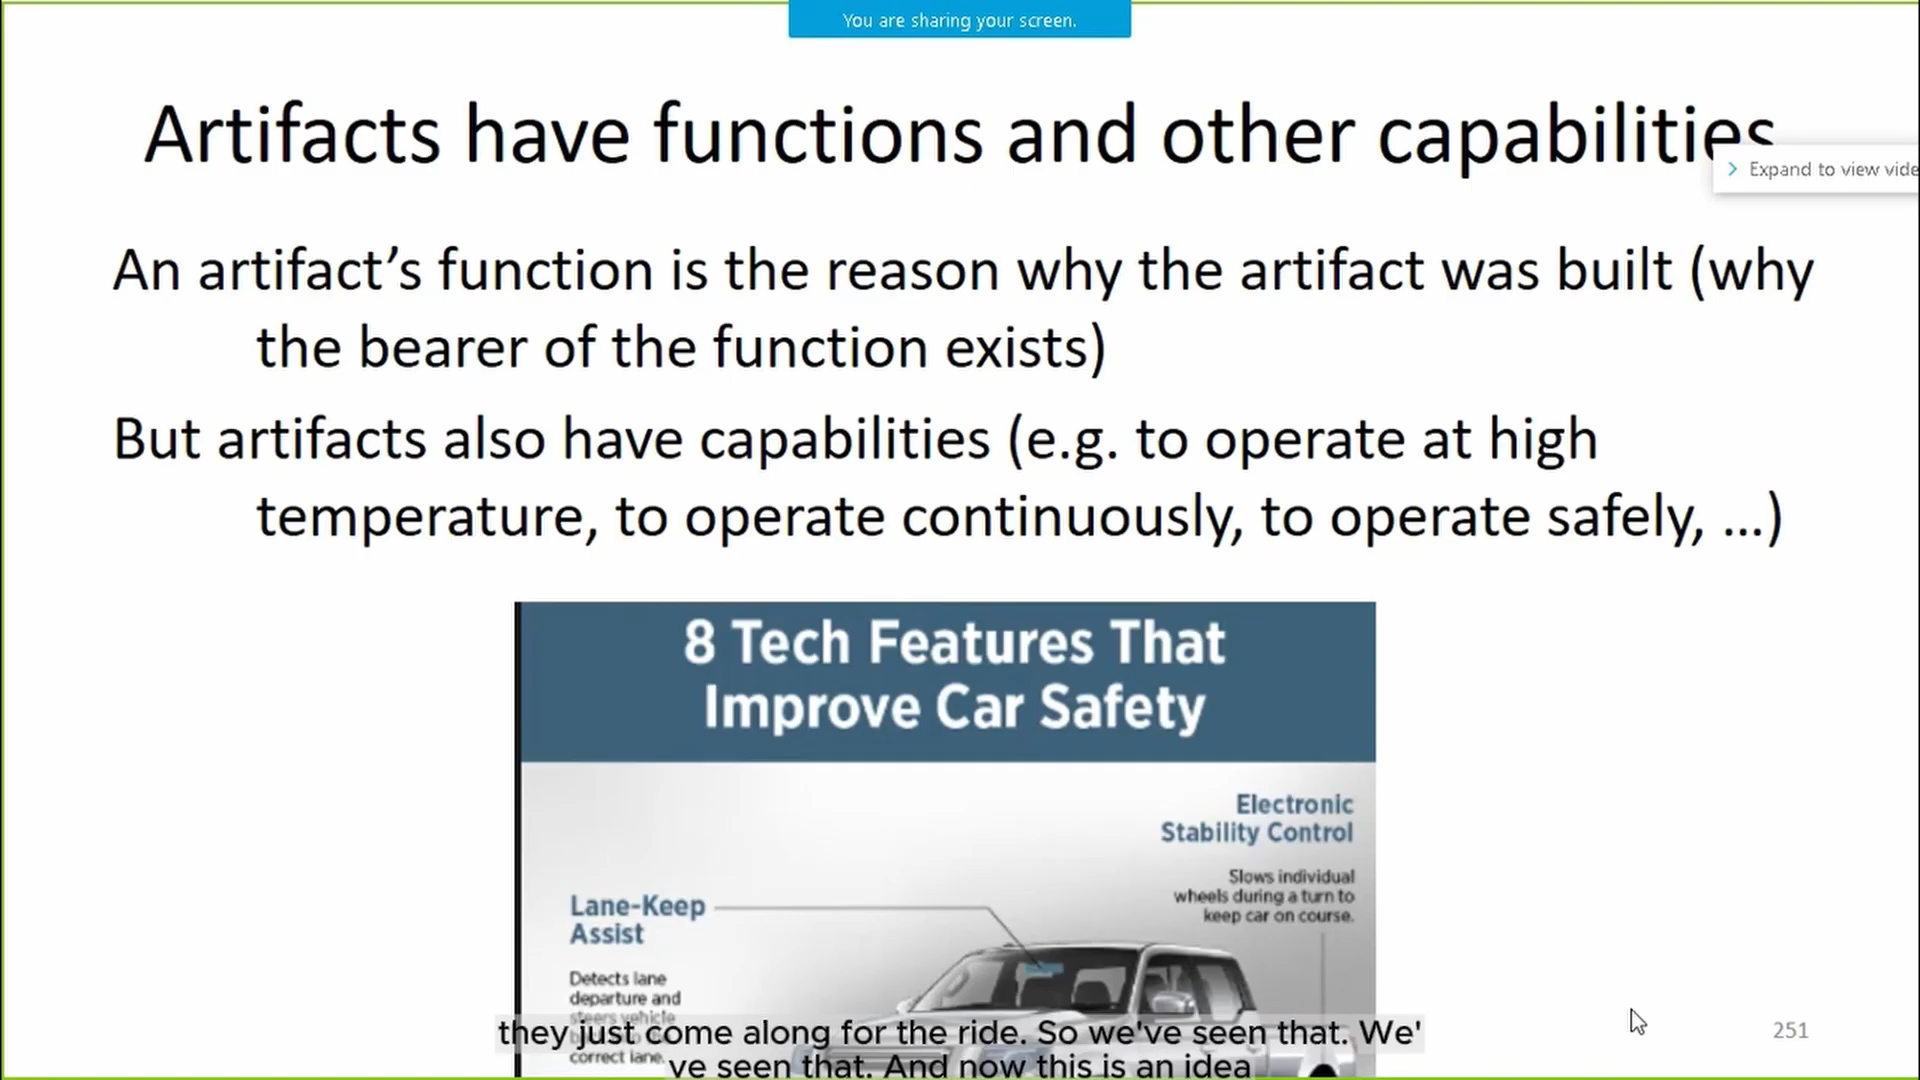 You are sharing your screen.
Artifacts have functions and other capabilities
Expand to view vide
An artifact’s function is the reason why the artifact was built (why
the bearer of the function exists)
But artifacts also have capabilities (e.g. to operate at high
temperature, to operate continuously, to operate safely, ...)
8 Tech Features That
Improve Car Safety
Electronic
Stability Control
Slows individual
wheels during a turn to
keep car on course.
Lane-Keep
Assist
Detects lane
departure and
steers vehicle
correct lane.
they just come along for the ride. So we've seen that. We'
ve seen that. And now this is an idea
251